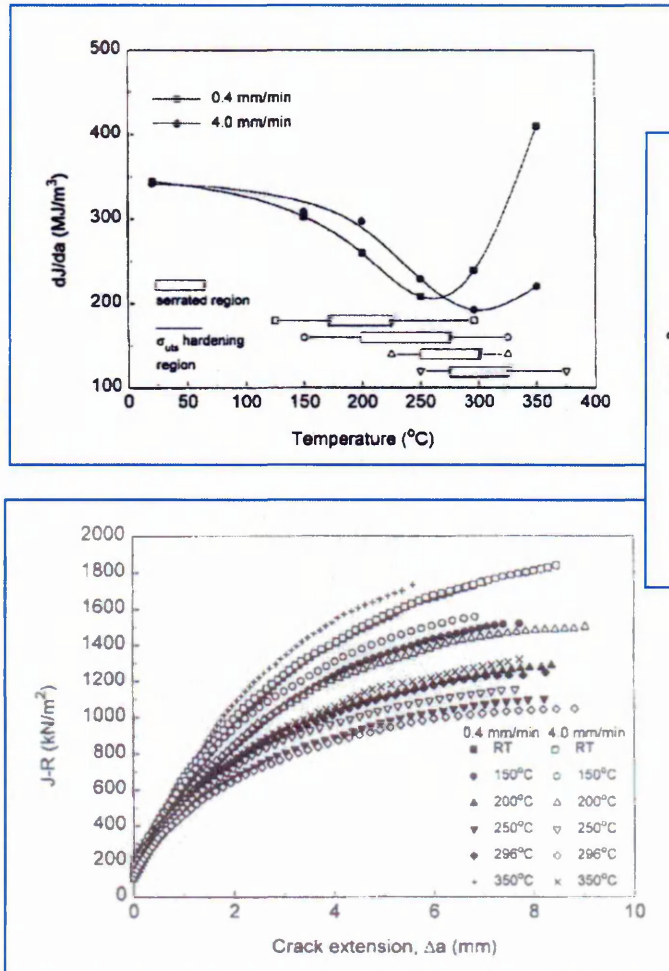 500
400
300
200
100
dJ/da (MJ/m³)
0.4 mm/min
4.0 mm/min
serrated region
σuts hardening
region
0 50 100 150 200 250 300 350 400
Temperature (°C)
2000
1800
1600
1400
1200
1000
800
600
400
200
0
J-R (kN/m²)
0.4 mm/min 4.0 mm/min
RT RT
150°C 150°C
200°C 200°C
250°C 250°C
296°C 296°C
350°C 350°C
0 2 4 6 8 10
Crack extension, Δa (mm)